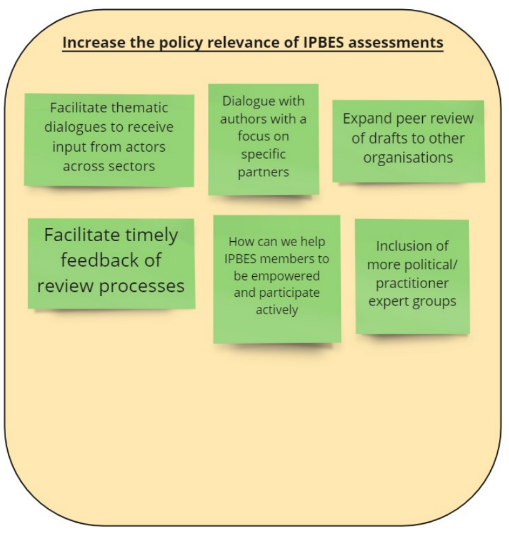 Increase the policy relevance of IPBES assessments
Facilitate thematic
dialogues to receive
input from actors
across sectors
Dialogue with
authors with a
focus on
specific
partners
Expand peer review
of drafts to other
organisations
Facilitate timely
feedback of
review processes
How can we help
IPBES members to
be empowered
and participate
actively
Inclusion of
more political/
practitioner
expert groups